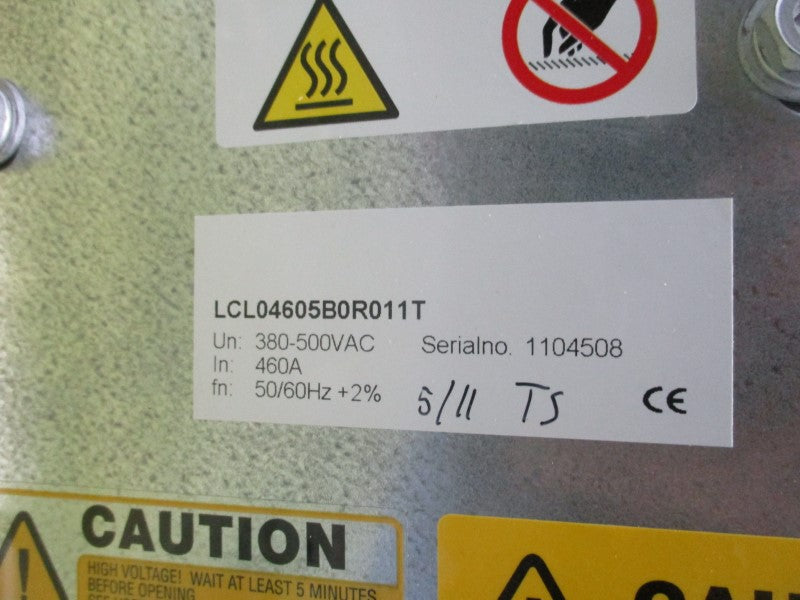 LCL04605B0R011T
Un: 380-500VAC Serialno. 1104508
In: 460A
fn: 50/60Hz +2% 5/11 TS CE
CAUTION
HIGH VOLTAGE! WAIT AT LEAST 5 MINUTES
BEFORE OPENING